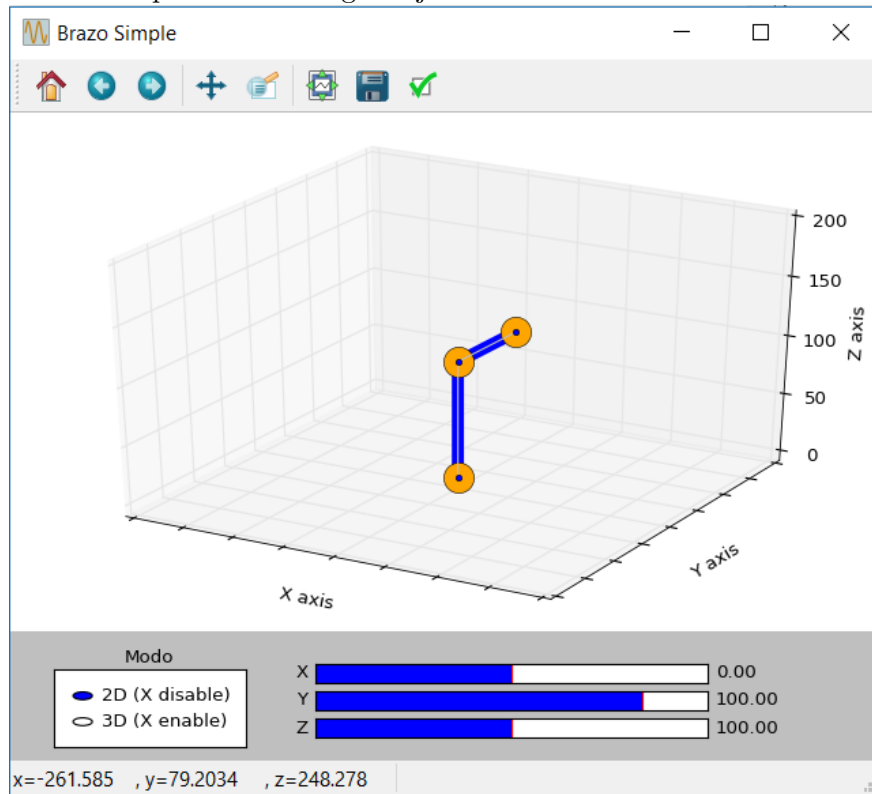 Brazo Simple
200
150
100
50
0
Z axis
Y axis
X axis
Modo
2D (X disable)
3D (X enable)
X 0.00
Y 100.00
Z 100.00
x=-261.585 , y=79.2034 , z=248.278